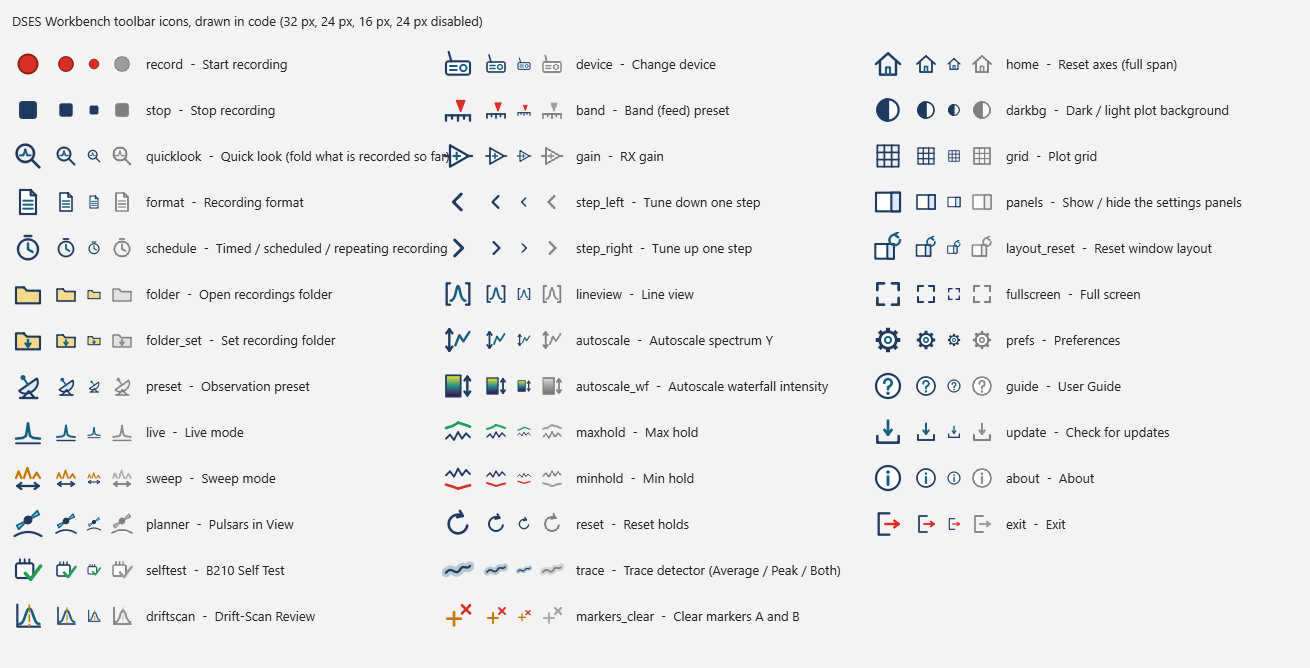 DSES Workbench toolbar icons, drawn in code (32 px, 24 px, 16 px, 24 px disabled)
record - Start recording
stop - Stop recording
quicklook - Quick look (fold what is recorded so far)
format - Recording format
schedule - Timed / scheduled / repeating recording
folder - Open recordings folder
folder_set - Set recording folder
preset - Observation preset
live - Live mode
sweep - Sweep mode
planner - Pulsars in View
selftest - B210 Self Test
driftscan - Drift-Scan Review
device - Change device
band - Band (feed) preset
gain - RX gain
step_left - Tune down one step
step_right - Tune up one step
lineview - Line view
autoscale - Autoscale spectrum Y
autoscale_wf - Autoscale waterfall intensity
maxhold - Max hold
minhold - Min hold
reset - Reset holds
trace - Trace detector (Average / Peak / Both)
markers_clear - Clear markers A and B
home - Reset axes (full span)
darkbg - Dark / light plot background
grid - Plot grid
panels - Show / hide the settings panels
layout_reset - Reset window layout
fullscreen - Full screen
prefs - Preferences
guide - User Guide
update - Check for updates
about - About
exit - Exit